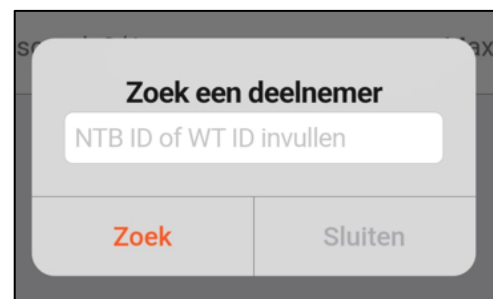 Zoek een deelnemer
NTB ID of WT ID invullen
Zoek
Sluiten